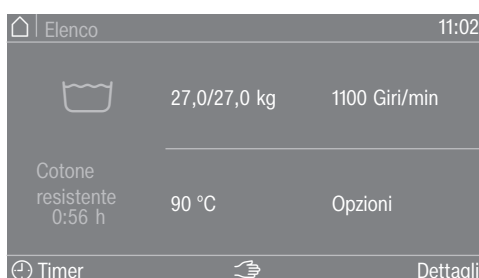 Elenco 11:02
27,0/27,0 kg 1100 Giri/min
Cotone
resistente
0:56 h
90 °C Opzioni
Timer Dettagli